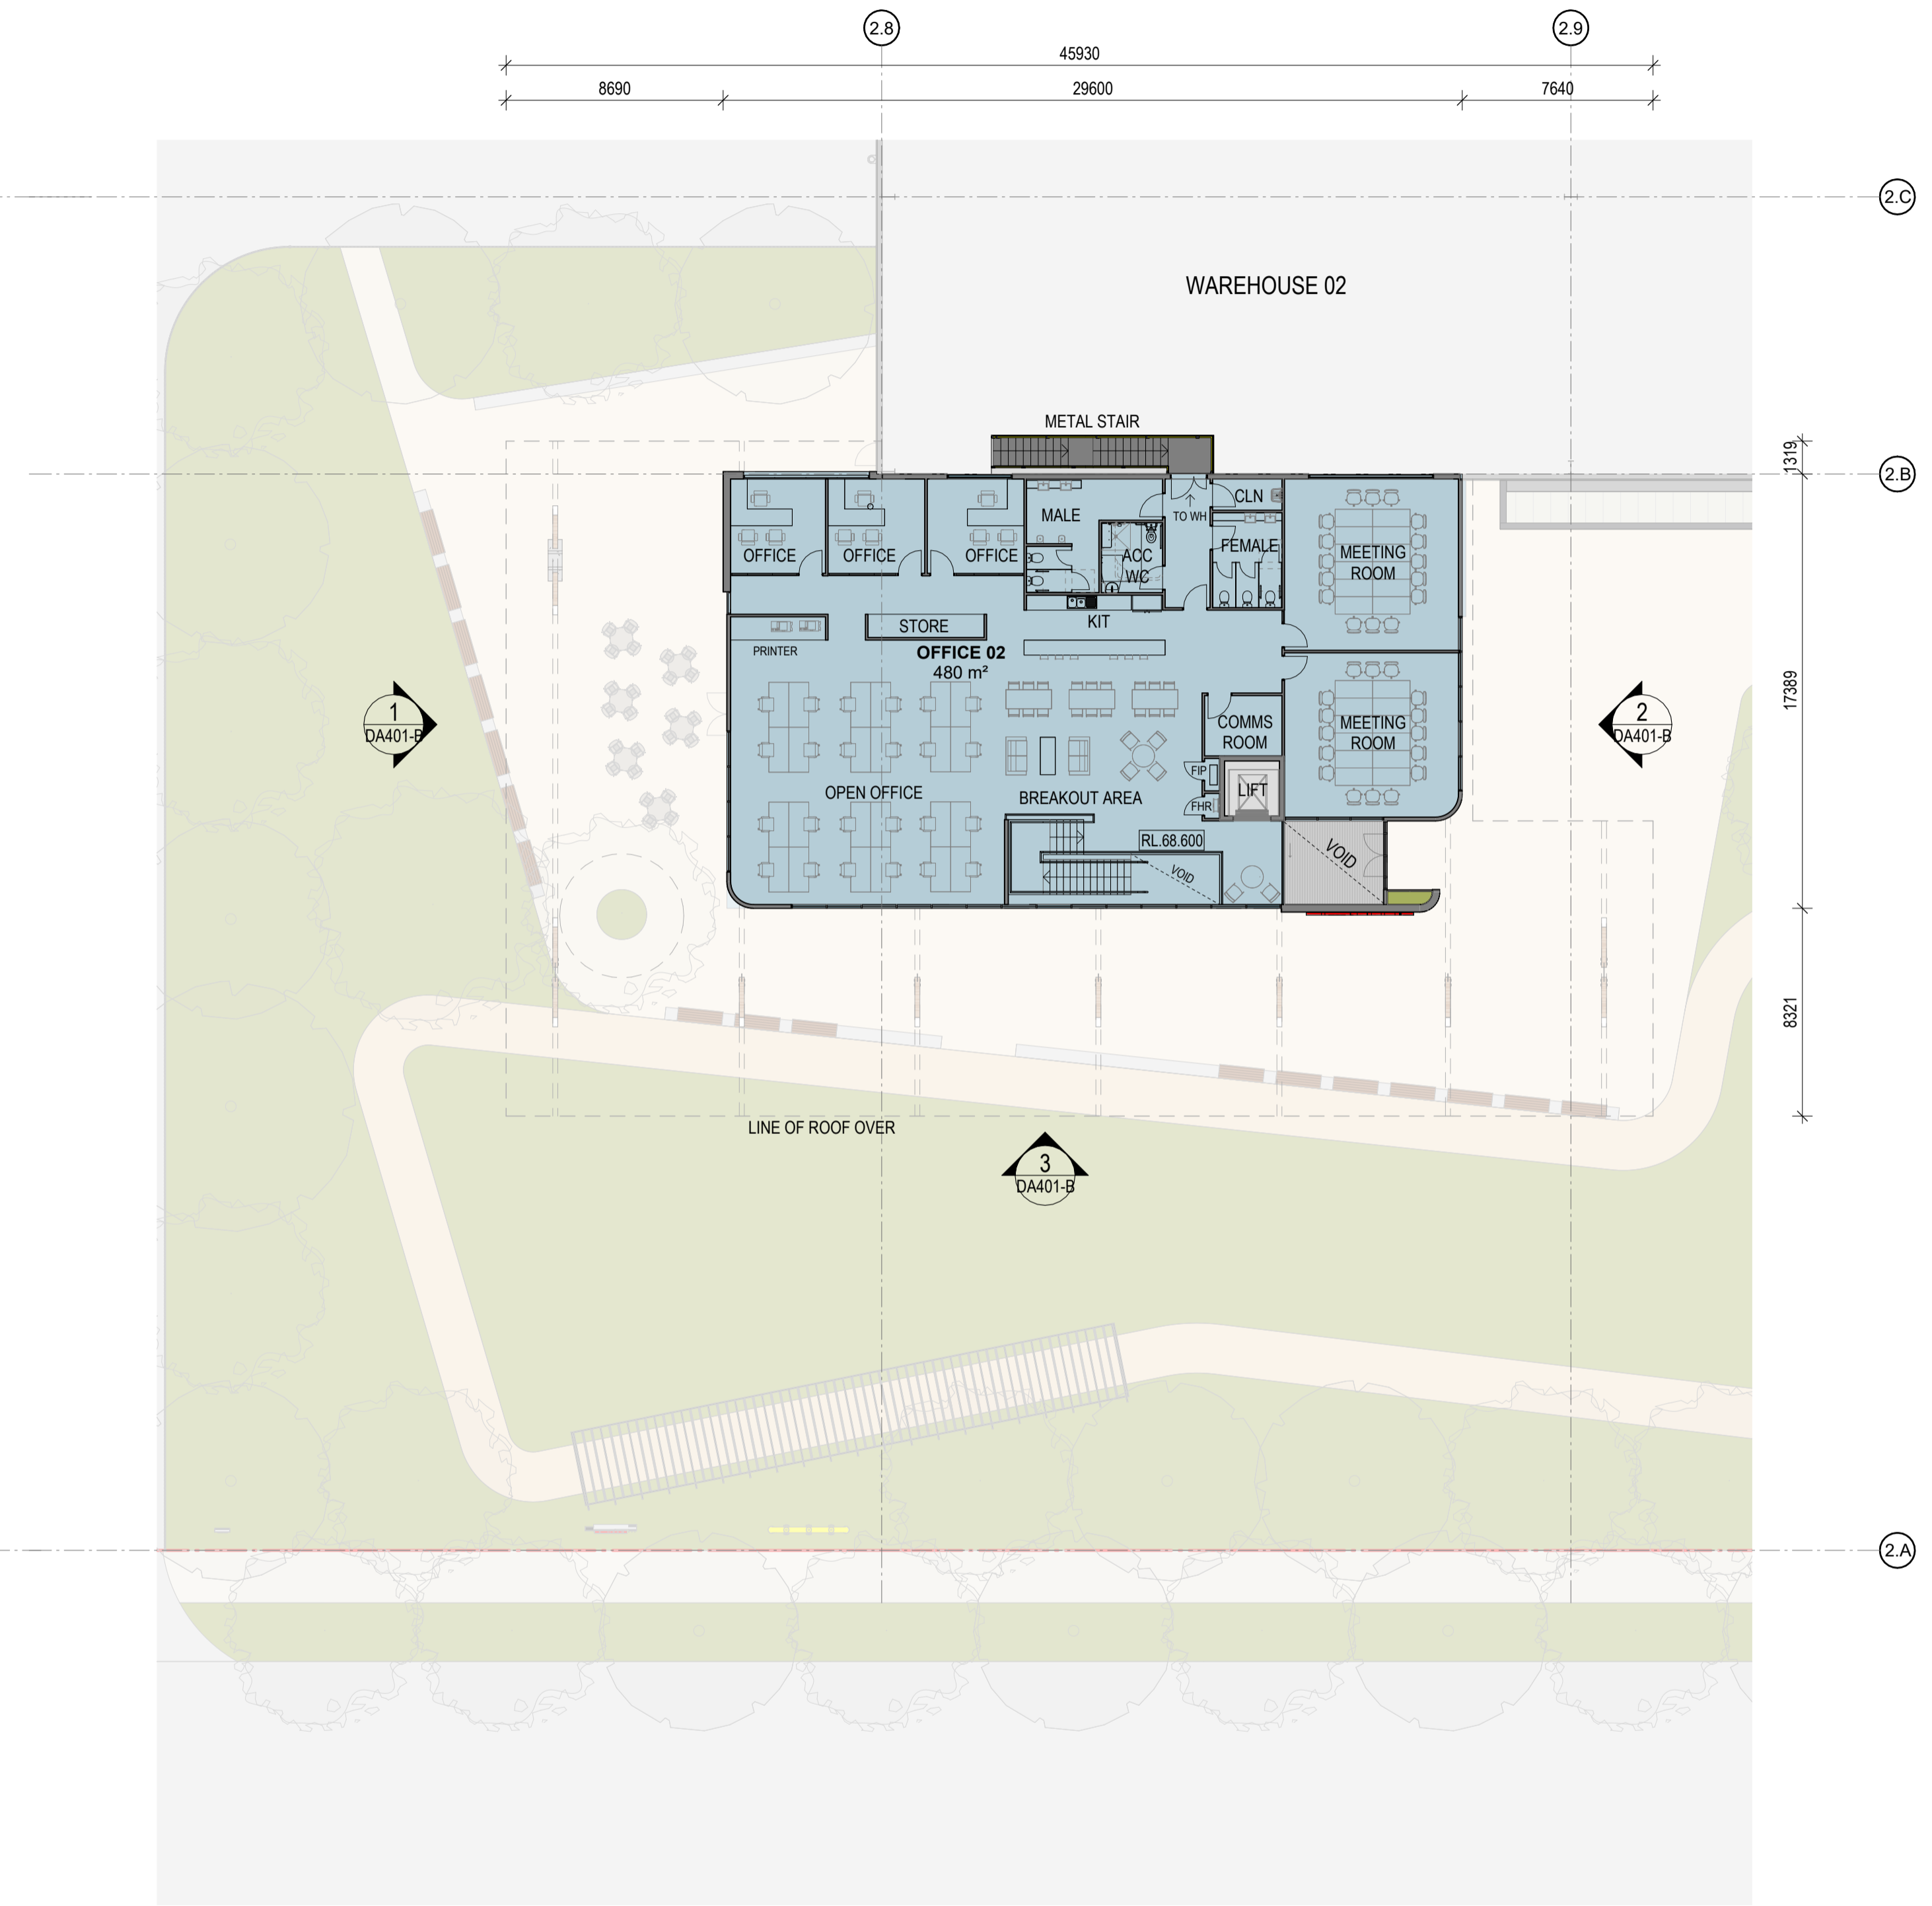 2.8
2.9
45930
8690
29600
7640
2.C
WAREHOUSE 02
METAL STAIR
1319
2.B
CLN
MALE
TO WH
OFFICE
OFFICE
OFFICE
ACC
WC
FEMALE
MEETING
ROOM
KIT
STORE
PRINTER
OFFICE 02
480 m²
17389
1
DA401-B
COMMS
ROOM
MEETING
ROOM
2
DA401-B
FIP
OPEN OFFICE
BREAKOUT AREA
LIFT
FHR
RL.68.600
VOID
VOID
8321
LINE OF ROOF OVER
3
DA401-B
2.A